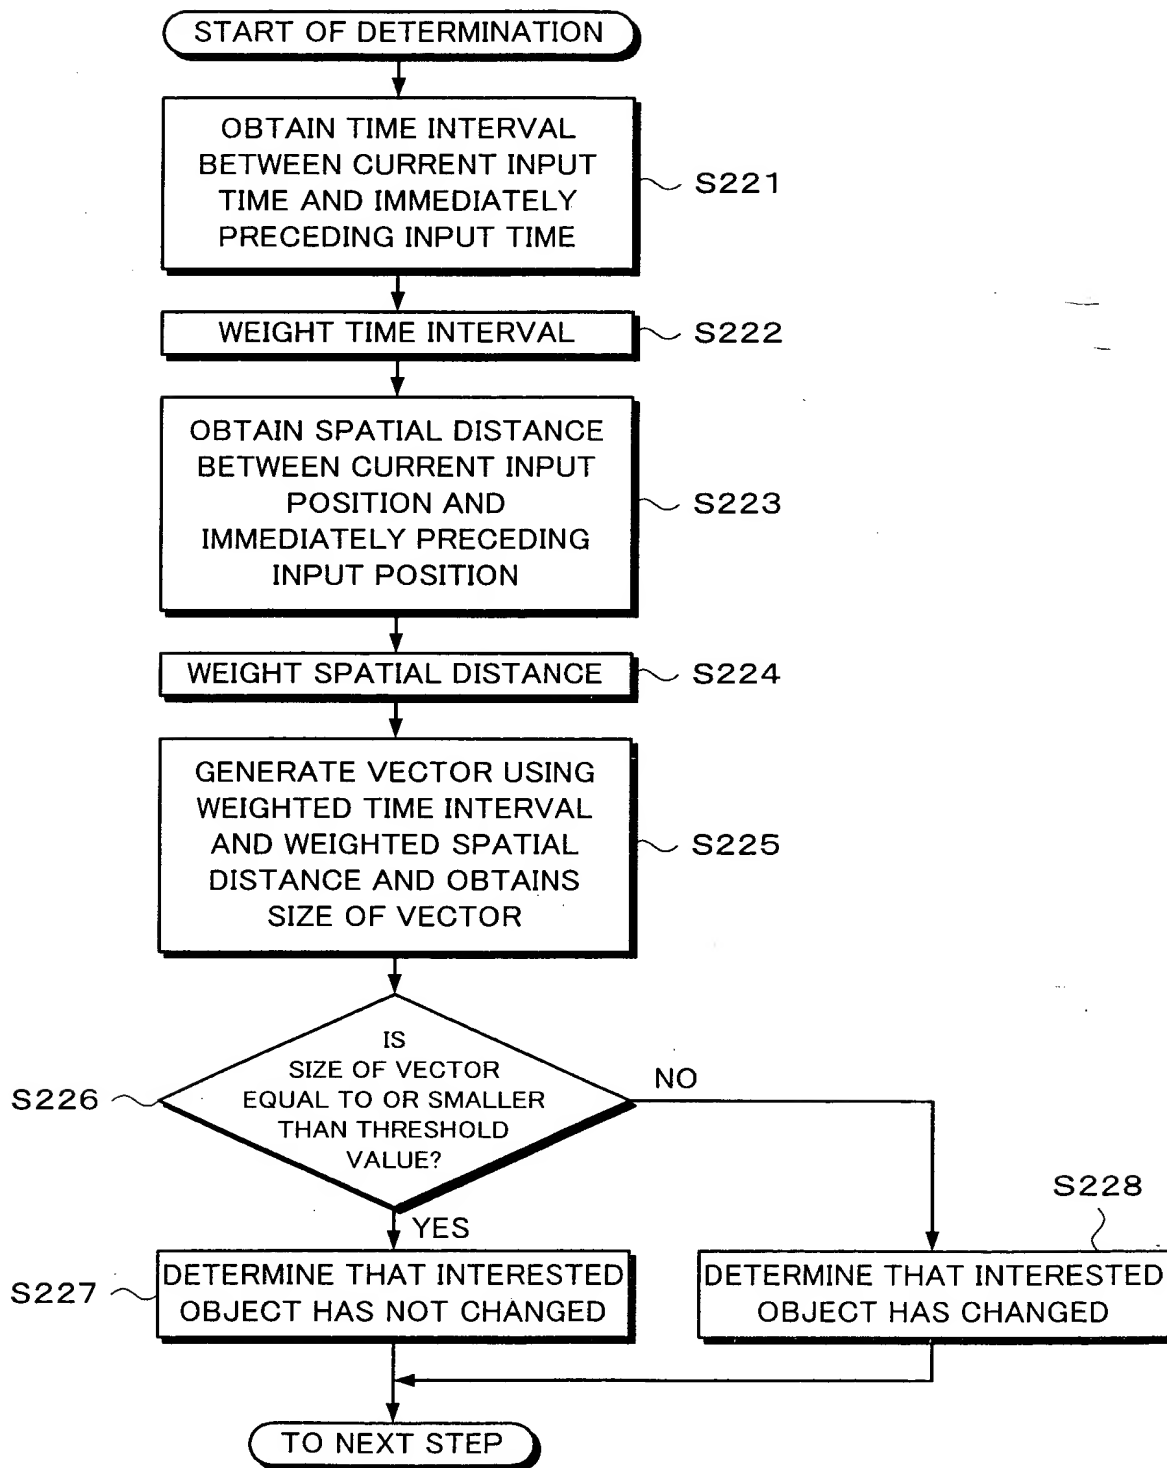 START OF DETERMINATION
OBTAIN TIME INTERVAL
BETWEEN CURRENT INPUT
TIME AND IMMEDIATELY
PRECEDING INPUT TIME
S221
WEIGHT TIME INTERVAL
S222
OBTAIN SPATIAL DISTANCE
BETWEEN CURRENT INPUT
POSITION AND
IMMEDIATELY PRECEDING
INPUT POSITION
S223
WEIGHT SPATIAL DISTANCE
S224
GENERATE VECTOR USING
WEIGHTED TIME INTERVAL
AND WEIGHTED SPATIAL
DISTANCE AND OBTAINS
SIZE OF VECTOR
S225
IS
SIZE OF VECTOR
EQUAL TO OR SMALLER
THAN THRESHOLD
VALUE?
S226
NO
YES
S228
S227
DETERMINE THAT INTERESTED
OBJECT HAS NOT CHANGED
DETERMINE THAT INTERESTED
OBJECT HAS CHANGED
TO NEXT STEP